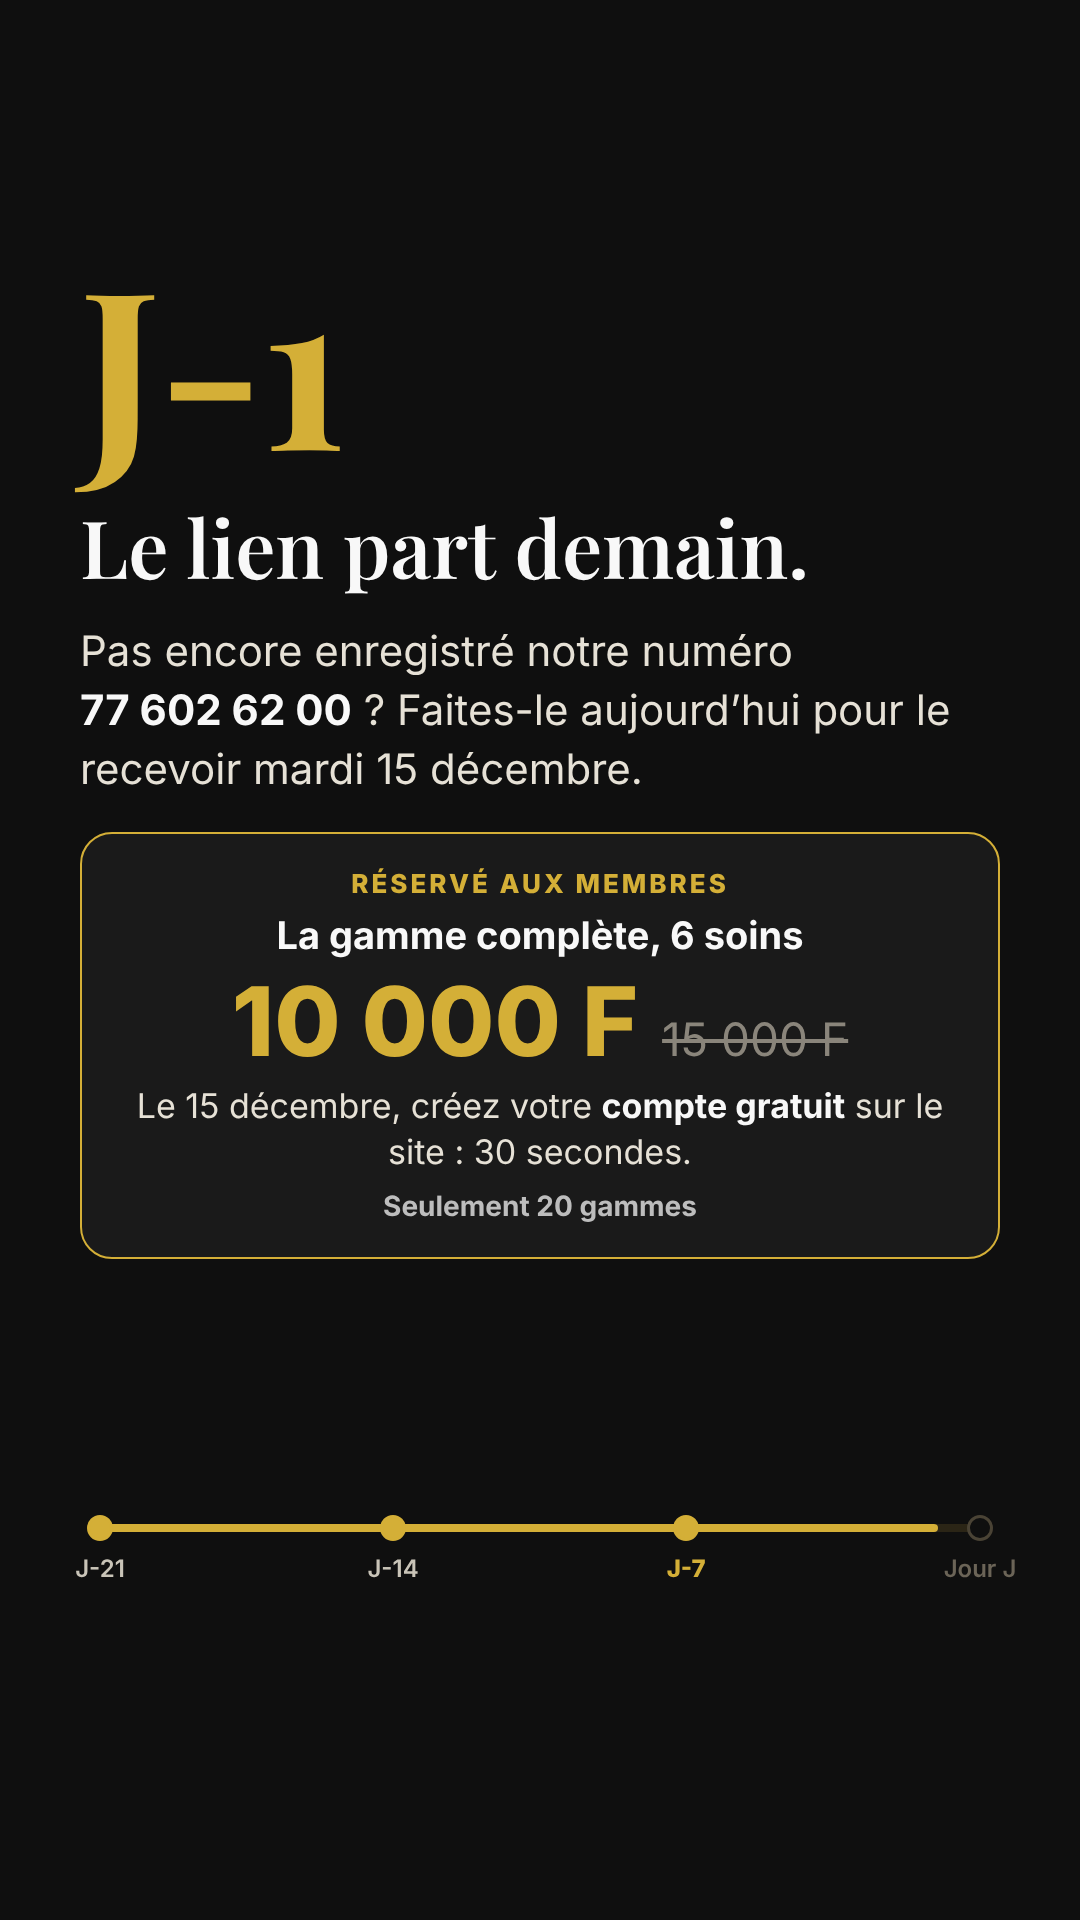 J-1
Le lien part demain.
Pas encore enregistré notre numéro
77 602 62 00 ? Faites-le aujourd’hui pour le
recevoir mardi 15 décembre.
RÉSERVÉ AUX MEMBRES
La gamme complète, 6 soins
10 000 F 15 000 F
Le 15 décembre, créez votre compte gratuit sur le
site : 30 secondes.
Seulement 20 gammes
J-21 J-14 J-7 Jour J